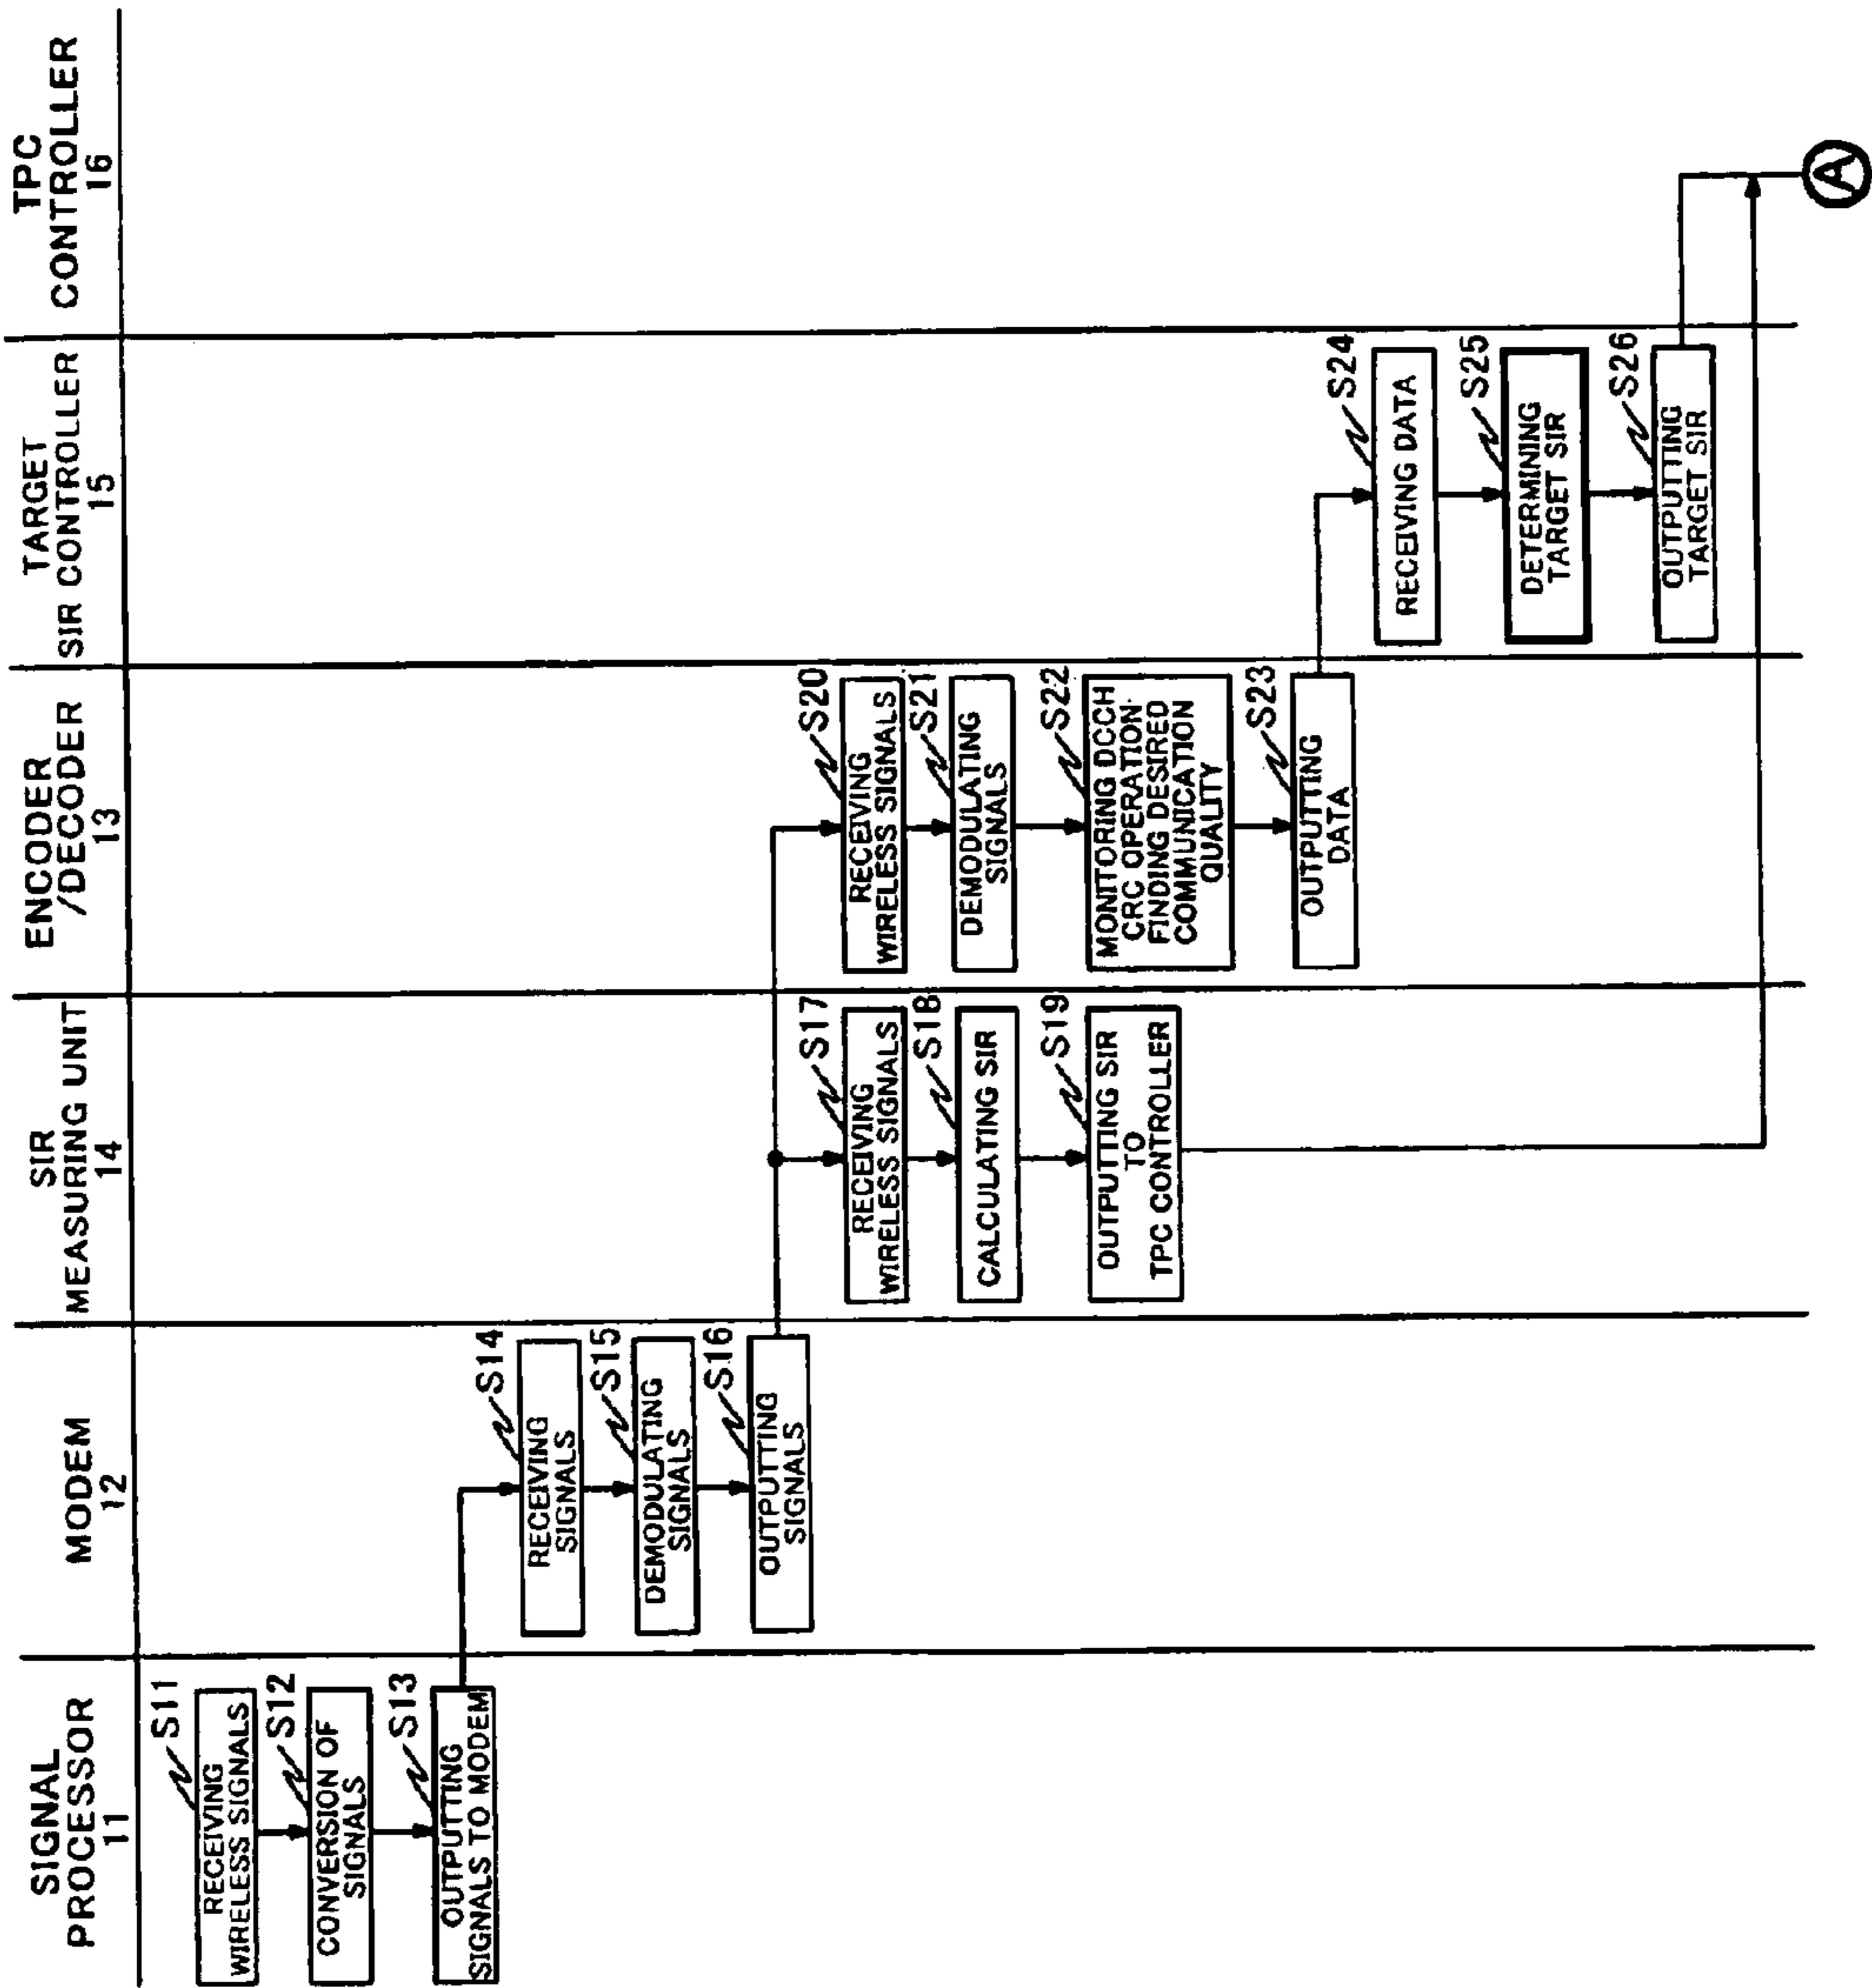 SIGNAL
PROCESSOR
11
MODEM
12
SIR
MEASURING UNIT
14
ENCODER
/DECODER
13
TARGET
SIR CONTROLLER
15
TPC
CONTROLLER
16
S11
RECEIVING
WIRELESS SIGNALS
S12
CONVERSION OF
SIGNALS
S13
OUTPUTTING
SIGNALS TO MODEM
S14
RECEIVING
SIGNALS
S15
DEMODULATING
SIGNALS
S16
OUTPUTTING
SIGNALS
S17
RECEIVING
WIRELESS SIGNALS
S18
CALCULATING SIR
S19
OUTPUTTING SIR
TO
TPC CONTROLLER
S20
RECEIVING
WIRELESS SIGNALS
S21
DEMODULATING
SIGNALS
S22
MONITORING DCCH
CRC OPERATION·
FINDING DESIRED
COMMUNICATION
QUALITY
S23
OUTPUTTING
DATA
S24
RECEIVING DATA
S25
DETERMINING
TARGET SIR
S26
OUTPUTTING
TARGET SIR
A